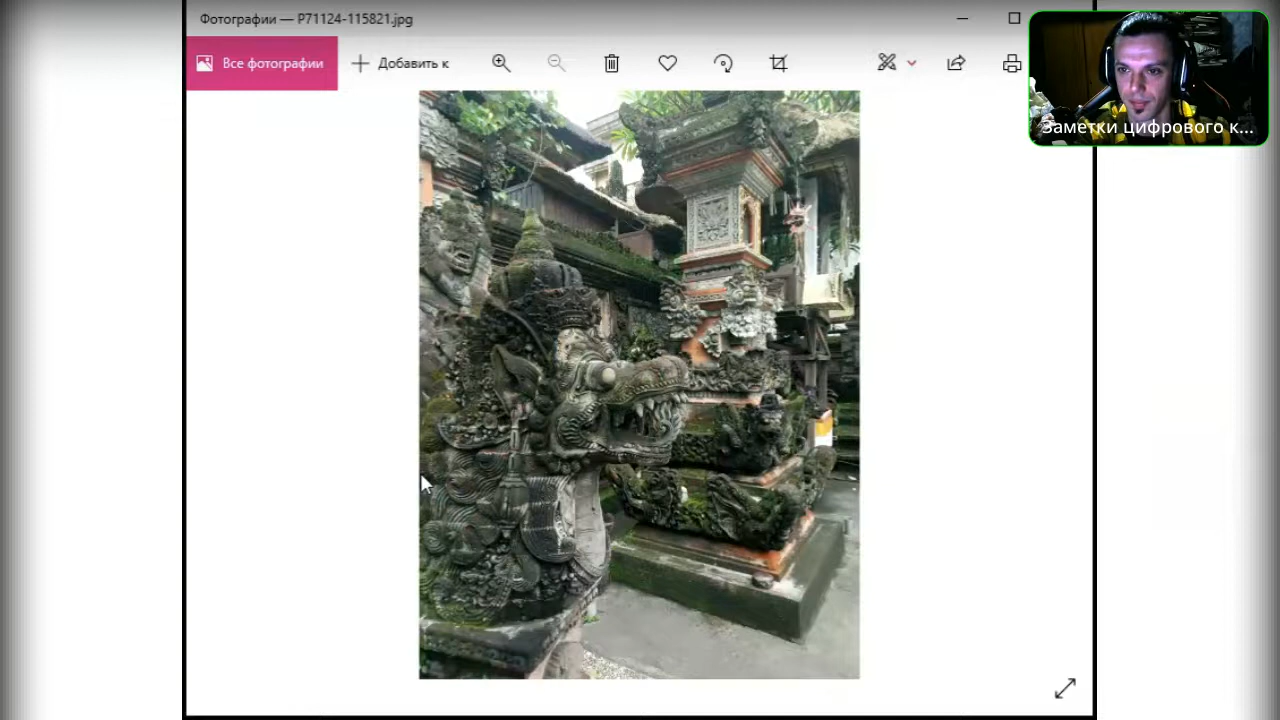 Фотографии — P71124-115821.jpg
Все фотографии
Добавить к
Заметки цифрового к...